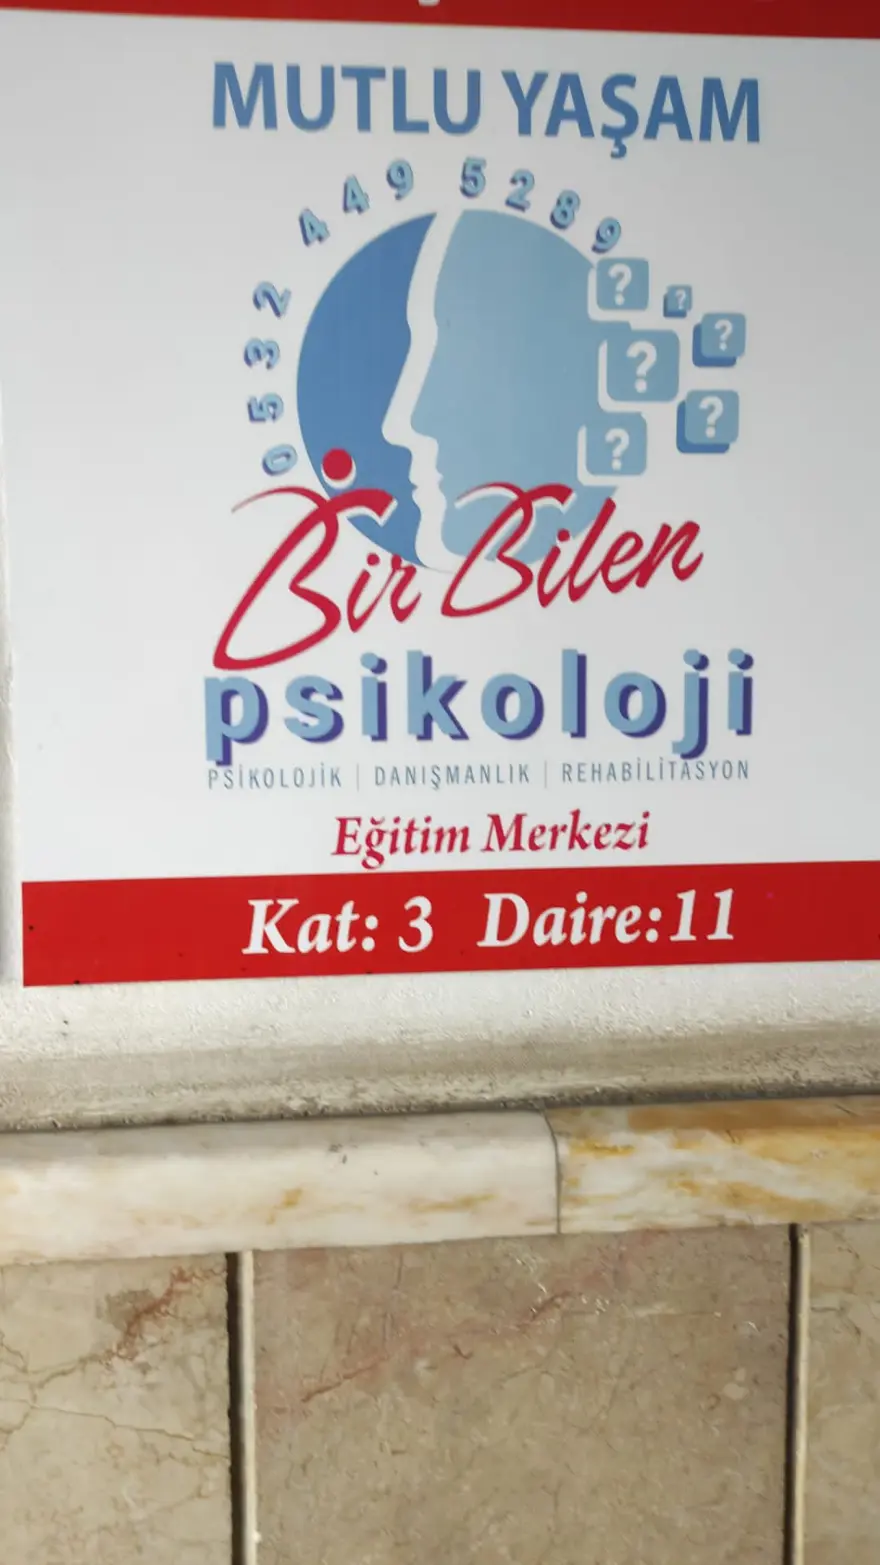 MUTLU YAŞAM
0532 449 5289
? ?
? ?
? ?
Bir Bilen
psikoloji
PSİKOLOJİK | DANIŞMANLIK | REHABİLİTASYON
Eğitim Merkezi
Kat: 3 Daire:11